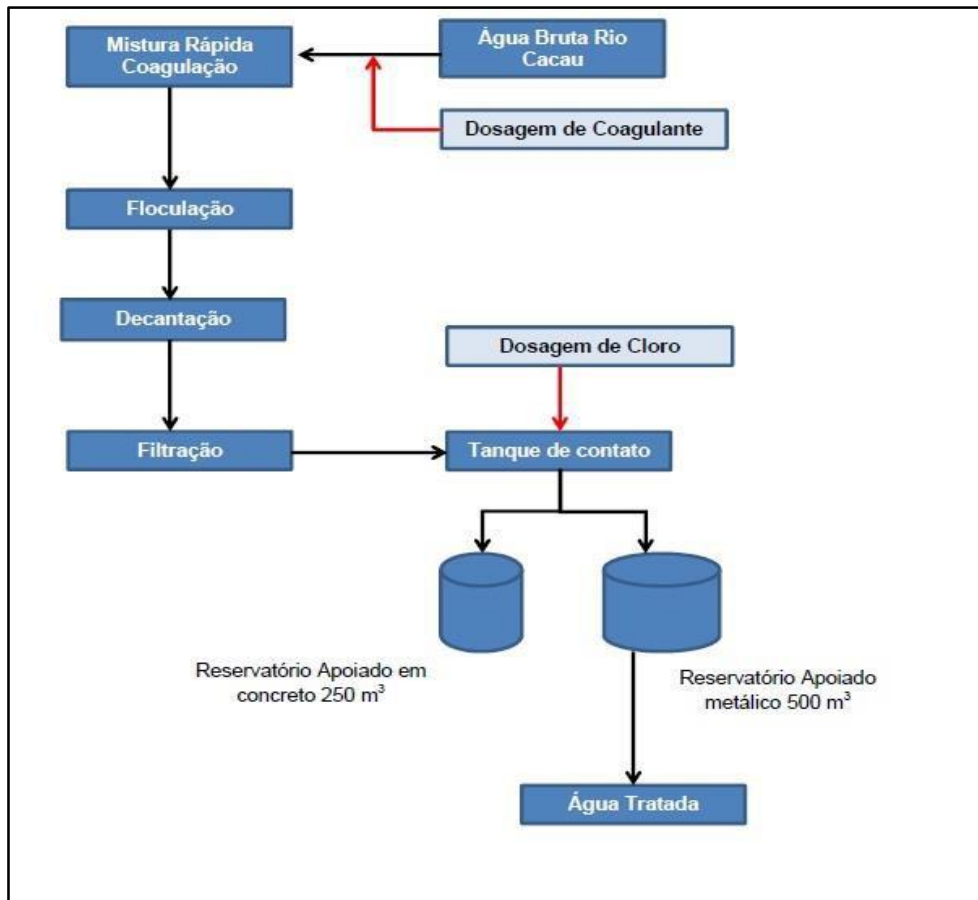 Mistura Rápida
Coagulação
Água Bruta Rio
Cacau
Dosagem de Coagulante
Floculação
Decantação
Dosagem de Cloro
Filtração
Tanque de contato
Reservatório Apoiado em
concreto 250 m³
Reservatório Apoiado
metálico 500 m³
Água Tratada